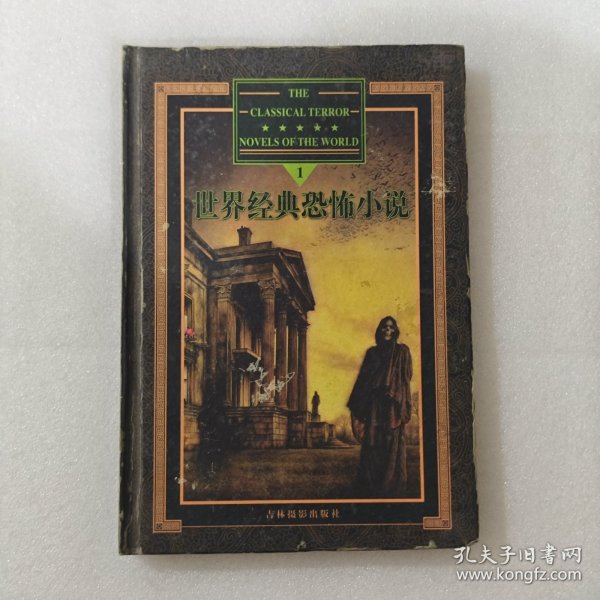 THE
CLASSICAL TERROR
★ ★ ★ ★ ★
NOVELS OF THE WORLD
1
世界经典恐怖小说
吉林摄影出版社
孔夫子旧书网
www.kongfz.com